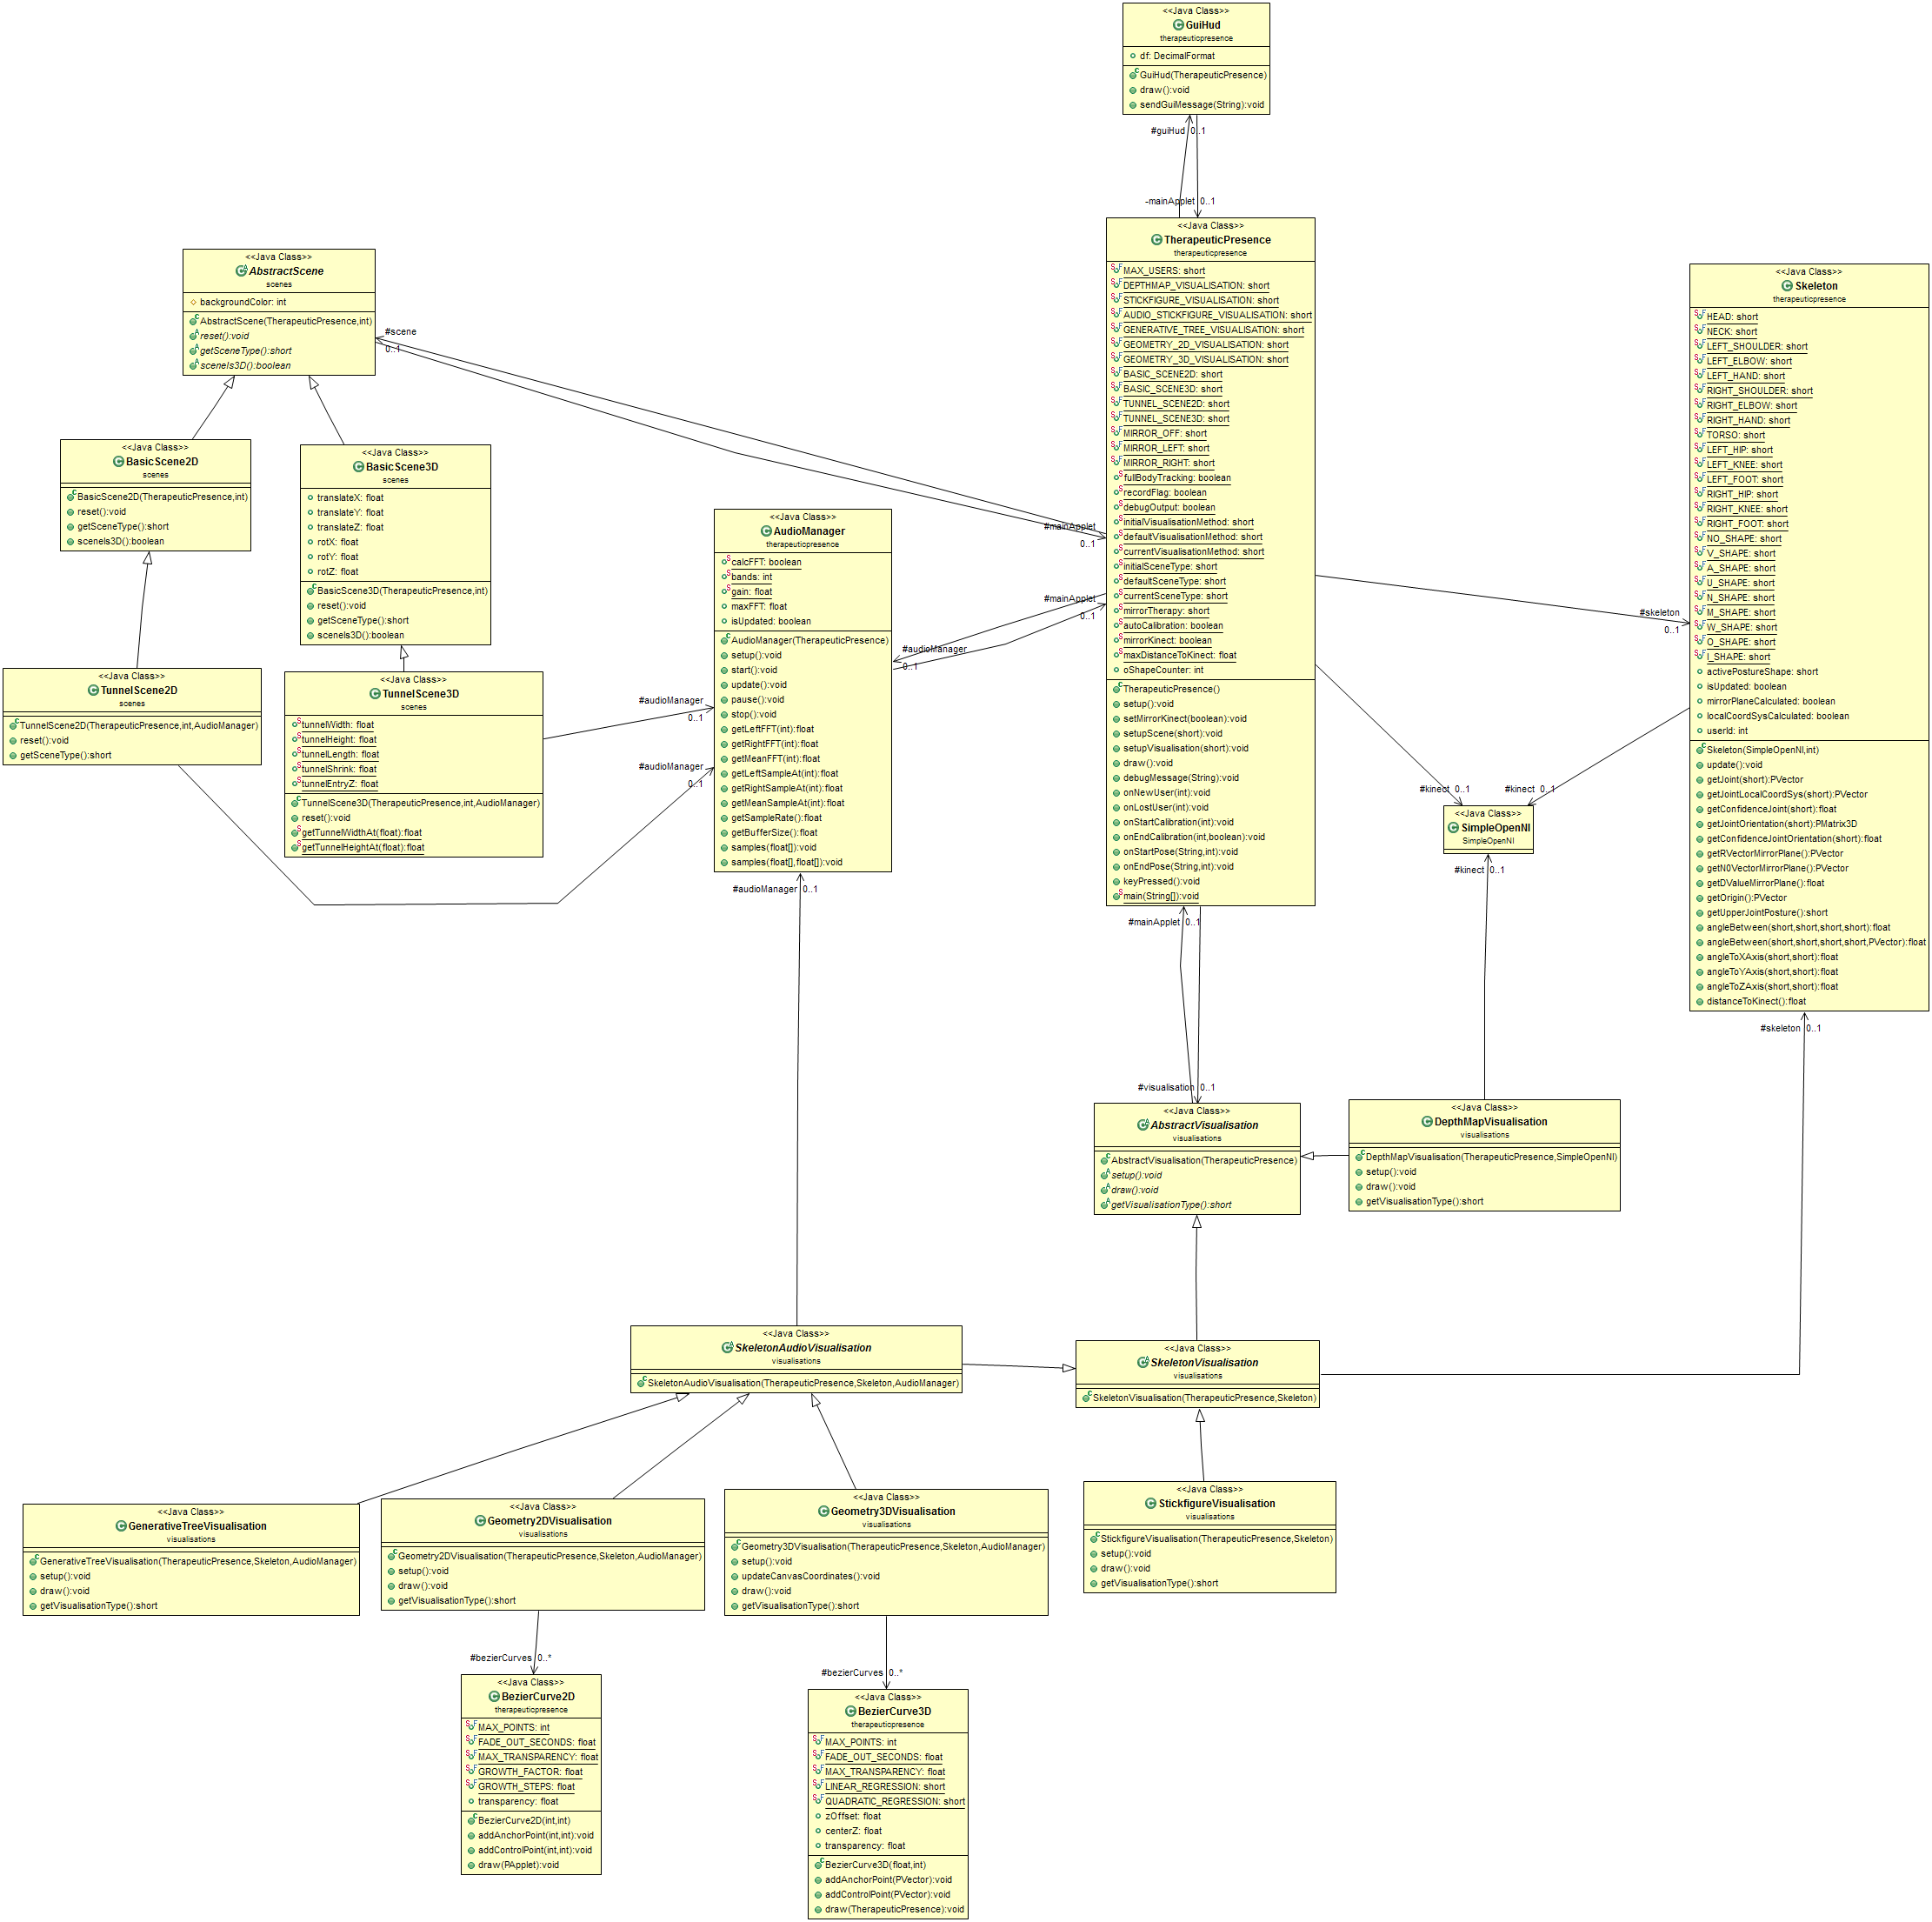 <<Java Class>>
GuiHud
therapeuticpresence
df: DecimalFormat
GuiHud(TherapeuticPresence)
draw():void
sendGuiMessage(String):void
#guiHud 0..1
-mainApplet 0..1
<<Java Class>>
TherapeuticPresence
therapeuticpresence
MAX_USERS: short
DEPTHMAP_VISUALISATION: short
STICKFIGURE_VISUALISATION: short
AUDIO_STICKFIGURE_VISUALISATION: short
GENERATIVE_TREE_VISUALISATION: short
GEOMETRY_2D_VISUALISATION: short
GEOMETRY_3D_VISUALISATION: short
BASIC_SCENE2D: short
BASIC_SCENE3D: short
TUNNEL_SCENE2D: short
TUNNEL_SCENE3D: short
MIRROR_OFF: short
MIRROR_LEFT: short
MIRROR_RIGHT: short
fullBodyTracking: boolean
recordFlag: boolean
debugOutput: boolean
initialVisualisationMethod: short
defaultVisualisationMethod: short
currentVisualisationMethod: short
initialSceneType: short
defaultSceneType: short
currentSceneType: short
mirrorTherapy: short
autoCalibration: boolean
mirrorKinect: boolean
maxDistanceToKinect: float
oShapeCounter: int
TherapeuticPresence()
setup():void
setMirrorKinect(boolean):void
setupScene(short):void
setupVisualisation(short):void
draw():void
debugMessage(String):void
onNewUser(int):void
onLostUser(int):void
onStartCalibration(int):void
onEndCalibration(int,boolean):void
onStartPose(String,int):void
onEndPose(String,int):void
keyPressed():void
main(String[]):void
<<Java Class>>
AbstractScene
scenes
backgroundColor: int
AbstractScene(TherapeuticPresence,int)
reset():void
getSceneType():short
sceneIs3D():boolean
#scene
0..1
#mainApplet
0..1
<<Java Class>>
Skeleton
therapeuticpresence
HEAD: short
NECK: short
LEFT_SHOULDER: short
LEFT_ELBOW: short
LEFT_HAND: short
RIGHT_SHOULDER: short
RIGHT_ELBOW: short
RIGHT_HAND: short
TORSO: short
LEFT_HIP: short
LEFT_KNEE: short
LEFT_FOOT: short
RIGHT_HIP: short
RIGHT_KNEE: short
RIGHT_FOOT: short
NO_SHAPE: short
V_SHAPE: short
A_SHAPE: short
U_SHAPE: short
N_SHAPE: short
M_SHAPE: short
W_SHAPE: short
O_SHAPE: short
I_SHAPE: short
activePostureShape: short
isUpdated: boolean
mirrorPlaneCalculated: boolean
localCoordSysCalculated: boolean
userId: int
Skeleton(SimpleOpenNI,int)
update():void
getJoint(short):PVector
getJointLocalCoordSys(short):PVector
getConfidenceJoint(short):float
getJointOrientation(short):PMatrix3D
getConfidenceJointOrientation(short):float
getRVectorMirrorPlane():PVector
getN0VectorMirrorPlane():PVector
getDValueMirrorPlane():float
getOrigin():PVector
getUpperJointPosture():short
angleBetween(short,short,short,short):float
angleBetween(short,short,short,short,PVector):float
angleToXAxis(short,short):float
angleToYAxis(short,short):float
angleToZAxis(short,short):float
distanceToKinect():float
<<Java Class>>
BasicScene2D
scenes
BasicScene2D(TherapeuticPresence,int)
reset():void
getSceneType():short
sceneIs3D():boolean
<<Java Class>>
BasicScene3D
scenes
translateX: float
translateY: float
translateZ: float
rotX: float
rotY: float
rotZ: float
BasicScene3D(TherapeuticPresence,int)
reset():void
getSceneType():short
sceneIs3D():boolean
<<Java Class>>
AudioManager
therapeuticpresence
calcFFT: boolean
bands: int
gain: float
maxFFT: float
isUpdated: boolean
AudioManager(TherapeuticPresence)
setup():void
start():void
update():void
pause():void
stop():void
getLeftFFT(int):float
getRightFFT(int):float
getMeanFFT(int):float
getLeftSampleAt(int):float
getRightSampleAt(int):float
getMeanSampleAt(int):float
getSampleRate():float
getBufferSize():float
samples(float[]):void
samples(float[],float[]):void
#mainApplet
0..1
#audioManager
0..1
#skeleton
0..1
<<Java Class>>
TunnelScene2D
scenes
TunnelScene2D(TherapeuticPresence,int,AudioManager)
reset():void
getSceneType():short
<<Java Class>>
TunnelScene3D
scenes
tunnelWidth: float
tunnelHeight: float
tunnelLength: float
tunnelShrink: float
tunnelEntryZ: float
TunnelScene3D(TherapeuticPresence,int,AudioManager)
reset():void
getTunnelWidthAt(float):float
getTunnelHeightAt(float):float
#audioManager
0..1
#audioManager
0..1
#kinect 0..1
#kinect 0..1
<<Java Class>>
SimpleOpenNI
SimpleOpenNI
#kinect 0..1
#audioManager 0..1
#mainApplet 0..1
#skeleton 0..1
#visualisation 0..1
<<Java Class>>
AbstractVisualisation
visualisations
AbstractVisualisation(TherapeuticPresence)
setup():void
draw():void
getVisualisationType():short
<<Java Class>>
DepthMapVisualisation
visualisations
DepthMapVisualisation(TherapeuticPresence,SimpleOpenNI)
setup():void
draw():void
getVisualisationType():short
<<Java Class>>
SkeletonAudioVisualisation
visualisations
SkeletonAudioVisualisation(TherapeuticPresence,Skeleton,AudioManager)
<<Java Class>>
SkeletonVisualisation
visualisations
SkeletonVisualisation(TherapeuticPresence,Skeleton)
<<Java Class>>
GenerativeTreeVisualisation
visualisations
GenerativeTreeVisualisation(TherapeuticPresence,Skeleton,AudioManager)
setup():void
draw():void
getVisualisationType():short
<<Java Class>>
Geometry2DVisualisation
visualisations
Geometry2DVisualisation(TherapeuticPresence,Skeleton,AudioManager)
setup():void
draw():void
getVisualisationType():short
<<Java Class>>
Geometry3DVisualisation
visualisations
Geometry3DVisualisation(TherapeuticPresence,Skeleton,AudioManager)
setup():void
updateCanvasCoordinates():void
draw():void
getVisualisationType():short
<<Java Class>>
StickfigureVisualisation
visualisations
StickfigureVisualisation(TherapeuticPresence,Skeleton)
setup():void
draw():void
getVisualisationType():short
#bezierCurves 0..*
#bezierCurves 0..*
<<Java Class>>
BezierCurve2D
therapeuticpresence
MAX_POINTS: int
FADE_OUT_SECONDS: float
MAX_TRANSPARENCY: float
GROWTH_FACTOR: float
GROWTH_STEPS: float
transparency: float
BezierCurve2D(int,int)
addAnchorPoint(int,int):void
addControlPoint(int,int):void
draw(PApplet):void
<<Java Class>>
BezierCurve3D
therapeuticpresence
MAX_POINTS: int
FADE_OUT_SECONDS: float
MAX_TRANSPARENCY: float
LINEAR_REGRESSION: short
QUADRATIC_REGRESSION: short
zOffset: float
centerZ: float
transparency: float
BezierCurve3D(float,int)
addAnchorPoint(PVector):void
addControlPoint(PVector):void
draw(TherapeuticPresence):void